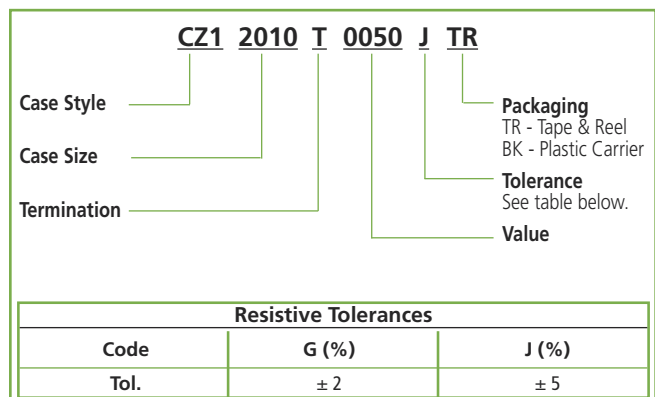 CZ1 2010 T 0050 J TR
Case Style
Case Size
Termination
Packaging
TR - Tape & Reel
BK - Plastic Carrier
Tolerance
See table below.
Value
Resistive Tolerances
Code G (%) J (%)
Tol. ± 2 ± 5